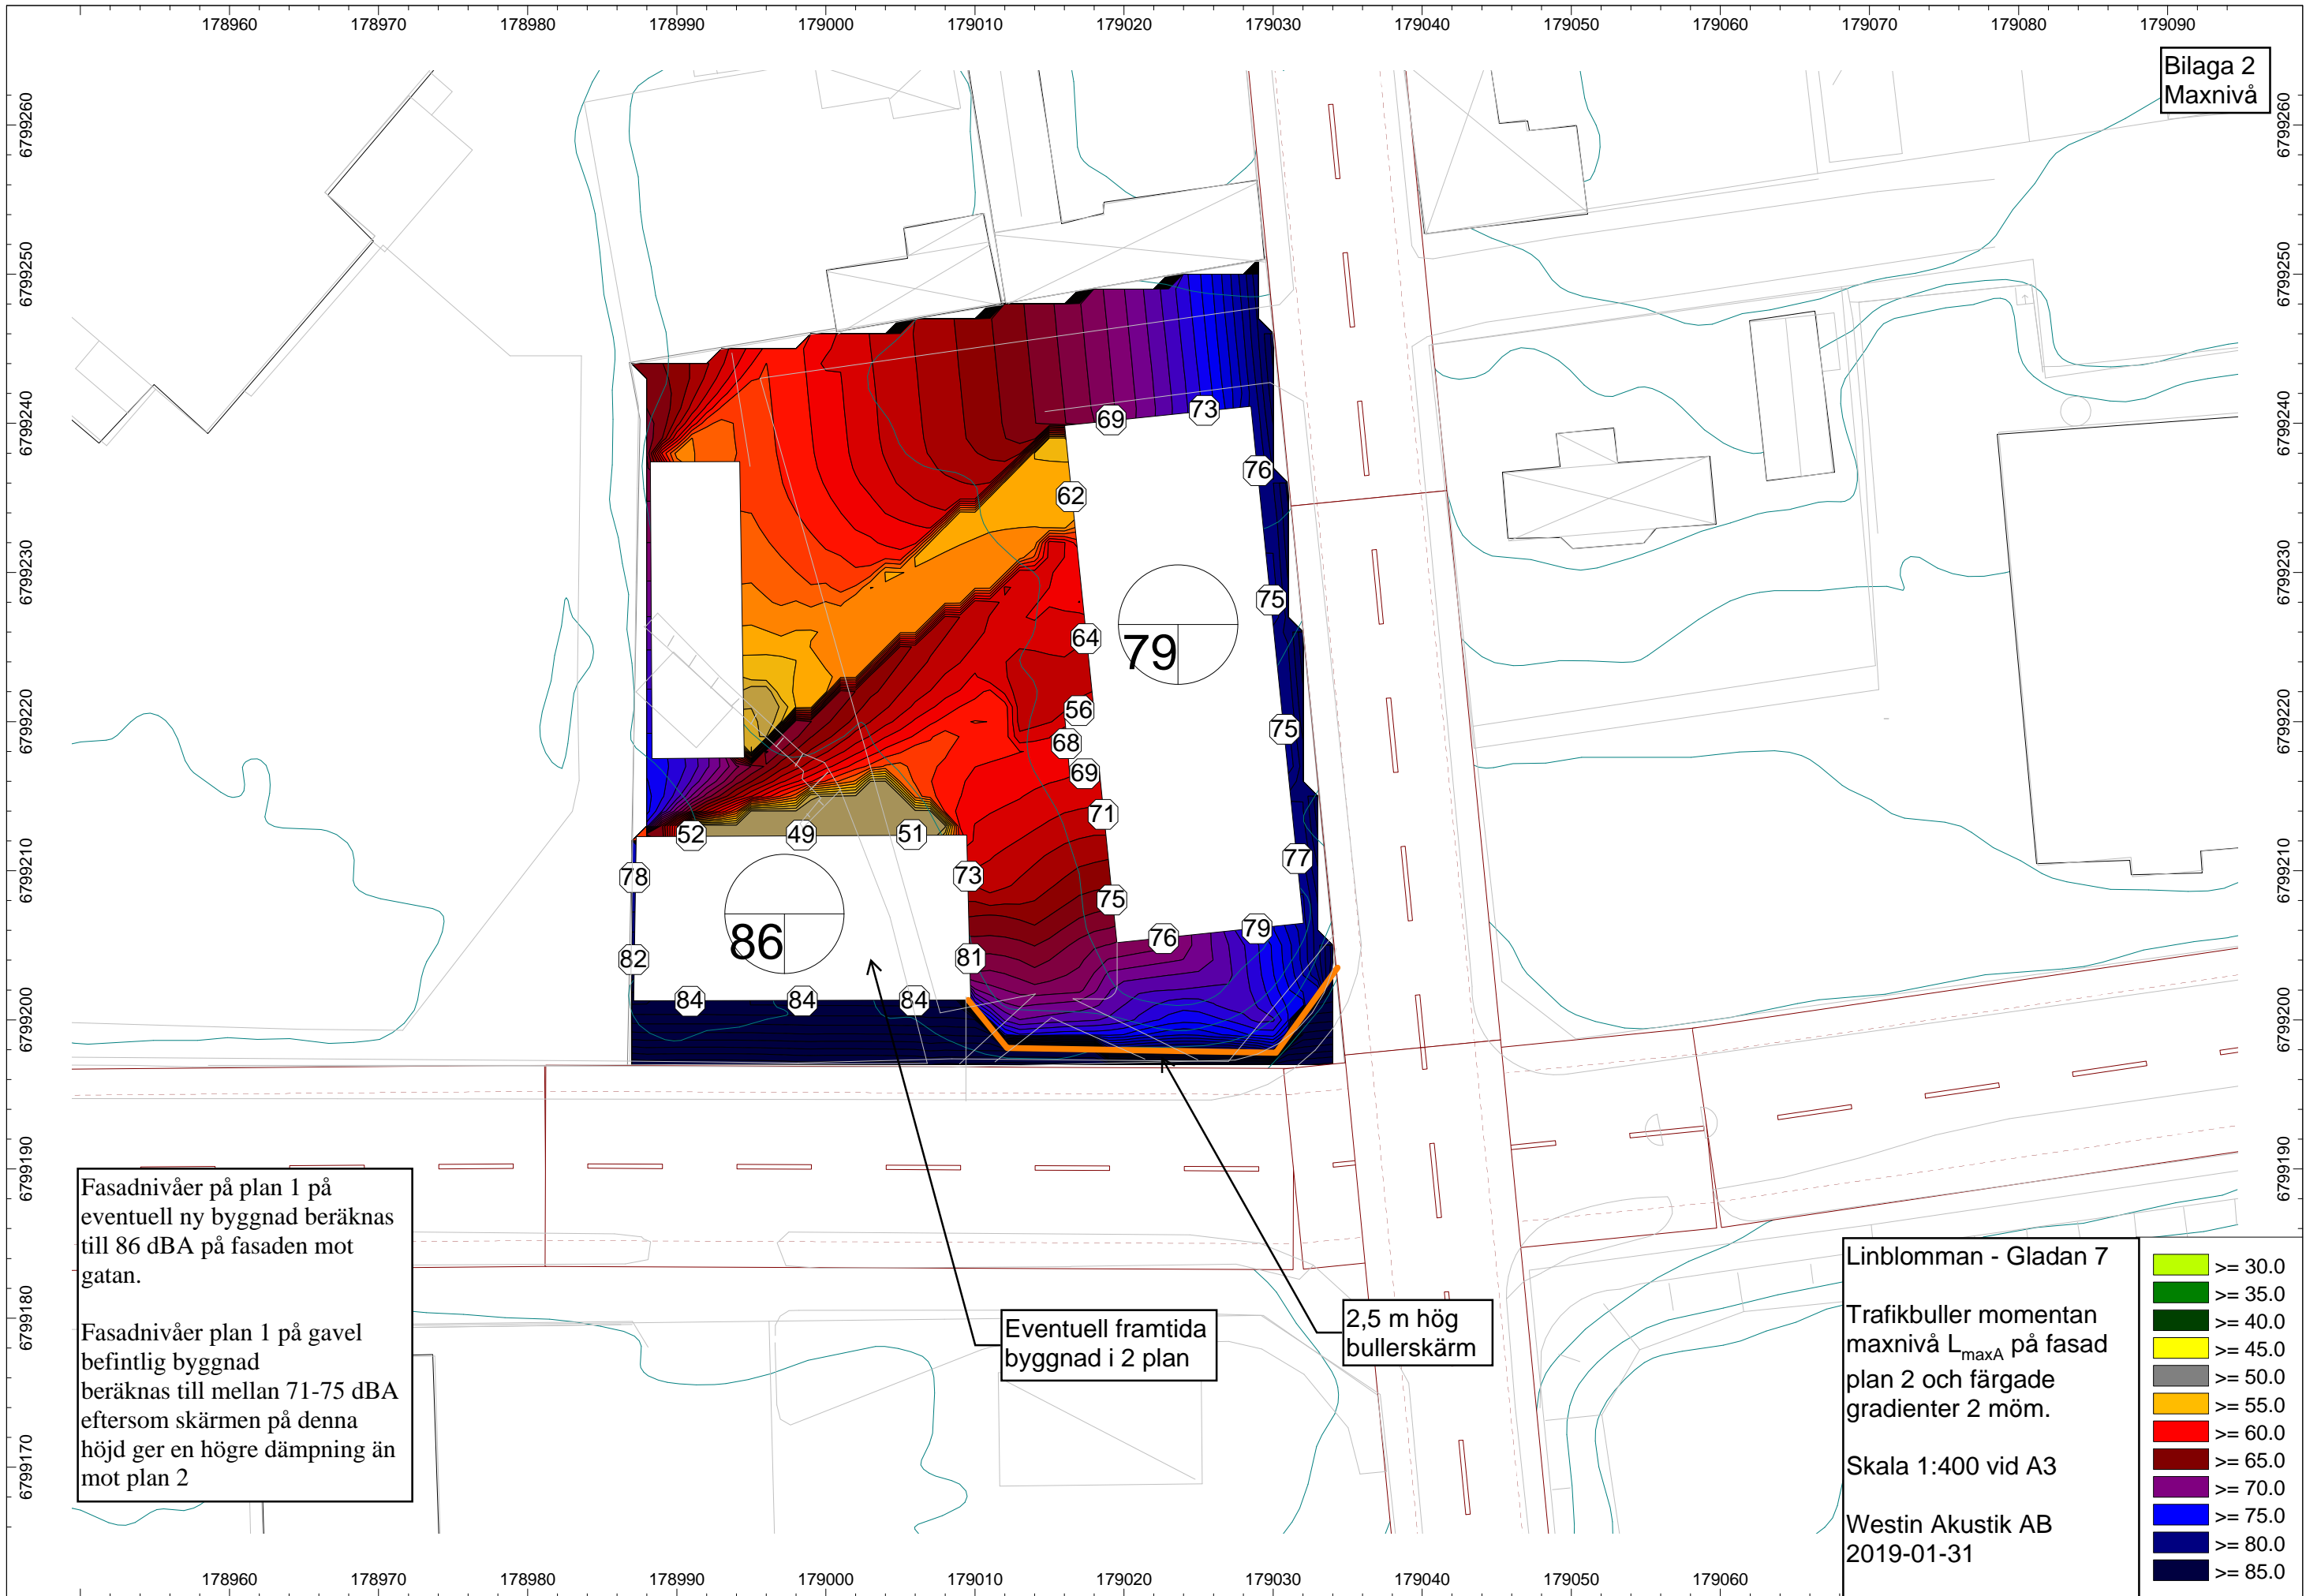 178960 178970 178980 178990 179000 179010 179020 179030 179040 179050 179060 179070 179080 179090
Bilaga 2
Maxnivå
6799260
6799250
6799240
6799230
6799220
6799210
6799200
6799190
6799180
6799170
6799260
6799250
6799240
6799230
6799220
6799210
6799200
6799190
69
73
76
62
75
64
79
56
75
68
69
71
77
52
49
51
78
73
75
86
76
79
82
81
84
84
84
Fasadnivåer på plan 1 på
eventuell ny byggnad beräknas
till 86 dBA på fasaden mot
gatan.
Fasadnivåer plan 1 på gavel
befintlig byggnad
beräknas till mellan 71-75 dBA
eftersom skärmen på denna
höjd ger en högre dämpning än
mot plan 2
Eventuell framtida
byggnad i 2 plan
2,5 m hög
bullerskärm
Linblomman - Gladan 7
Trafikbuller momentan
maxnivå LmaxA på fasad
plan 2 och färgade
gradienter 2 möm.
Skala 1:400 vid A3
Westin Akustik AB
2019-01-31
>= 30.0
>= 35.0
>= 40.0
>= 45.0
>= 50.0
>= 55.0
>= 60.0
>= 65.0
>= 70.0
>= 75.0
>= 80.0
>= 85.0
178960 178970 178980 178990 179000 179010 179020 179030 179040 179050 179060